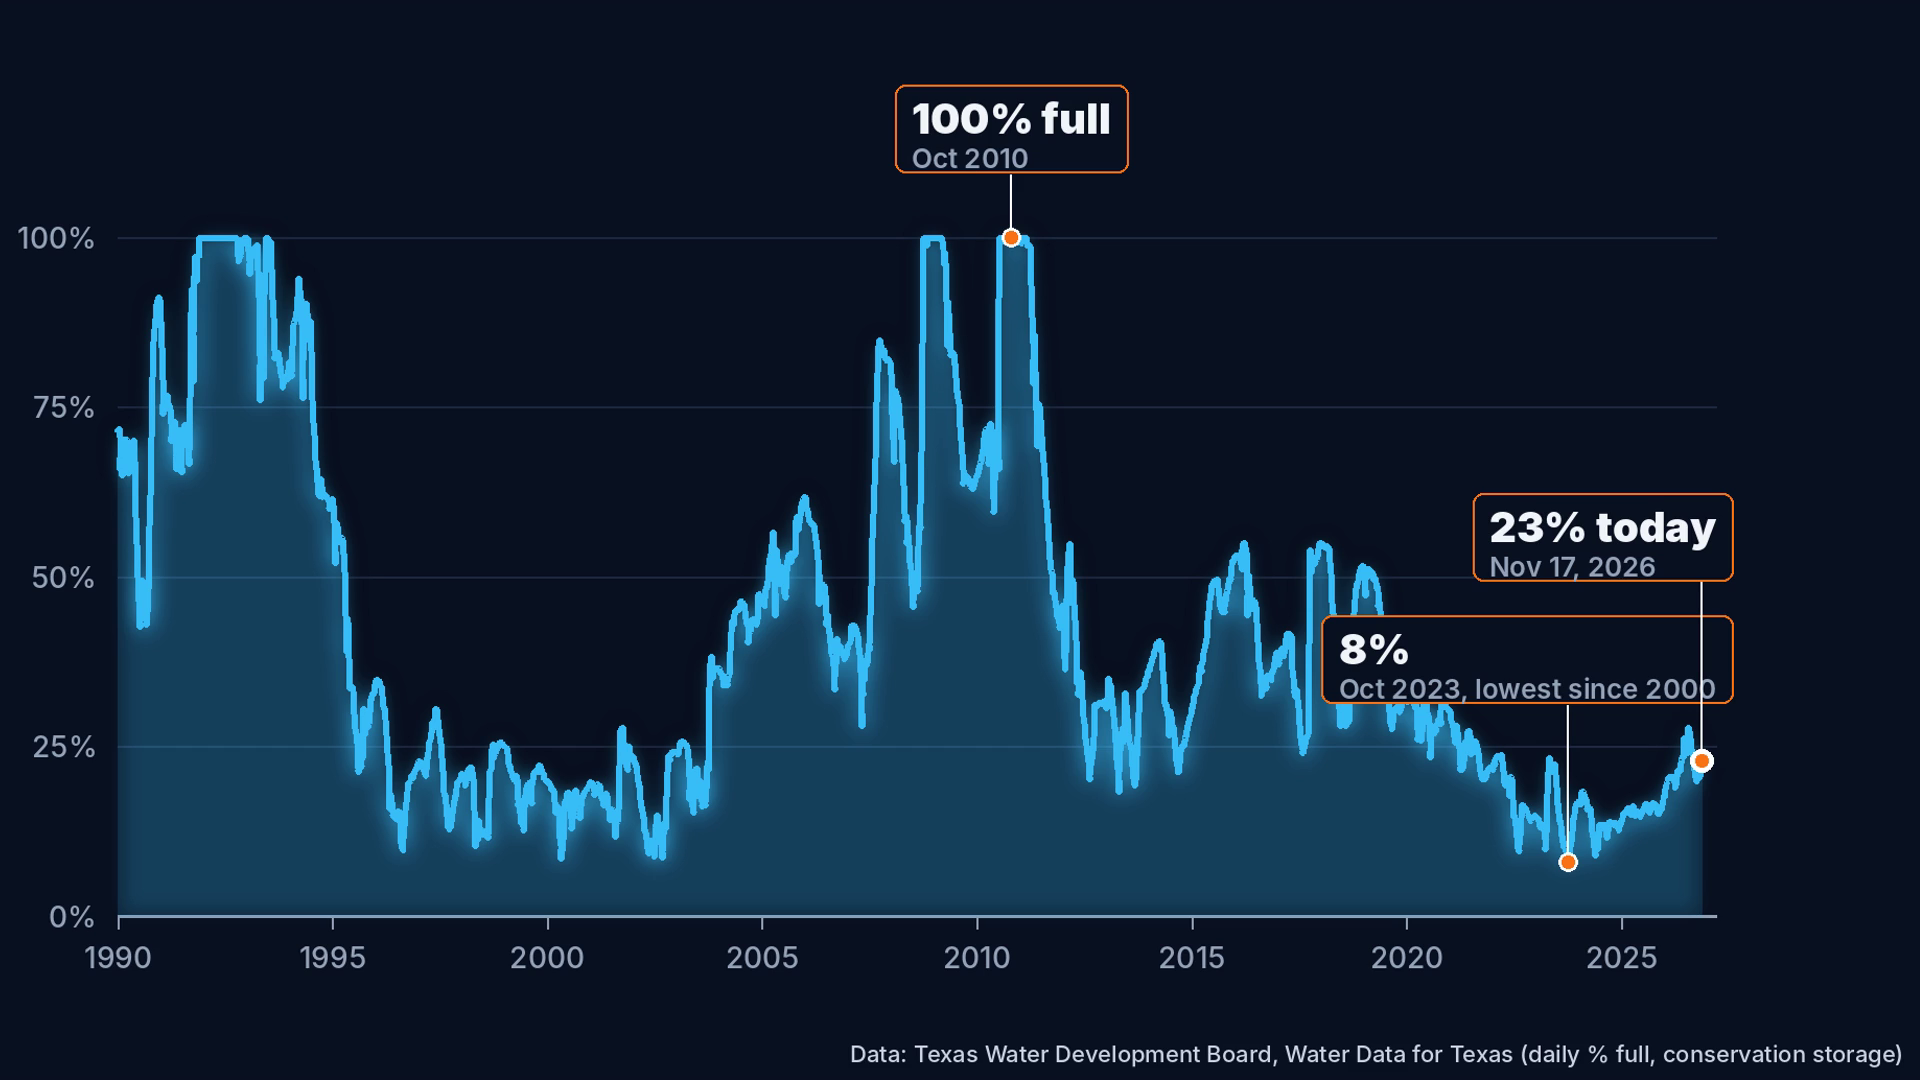 100% full
Oct 2010
100%
75%
23% today
Nov 17, 2026
50%
8%
Oct 2023, lowest since 2000
25%
0%
1990 1995 2000 2005 2010 2015 2020 2025
Data: Texas Water Development Board, Water Data for Texas (daily % full, conservation storage)